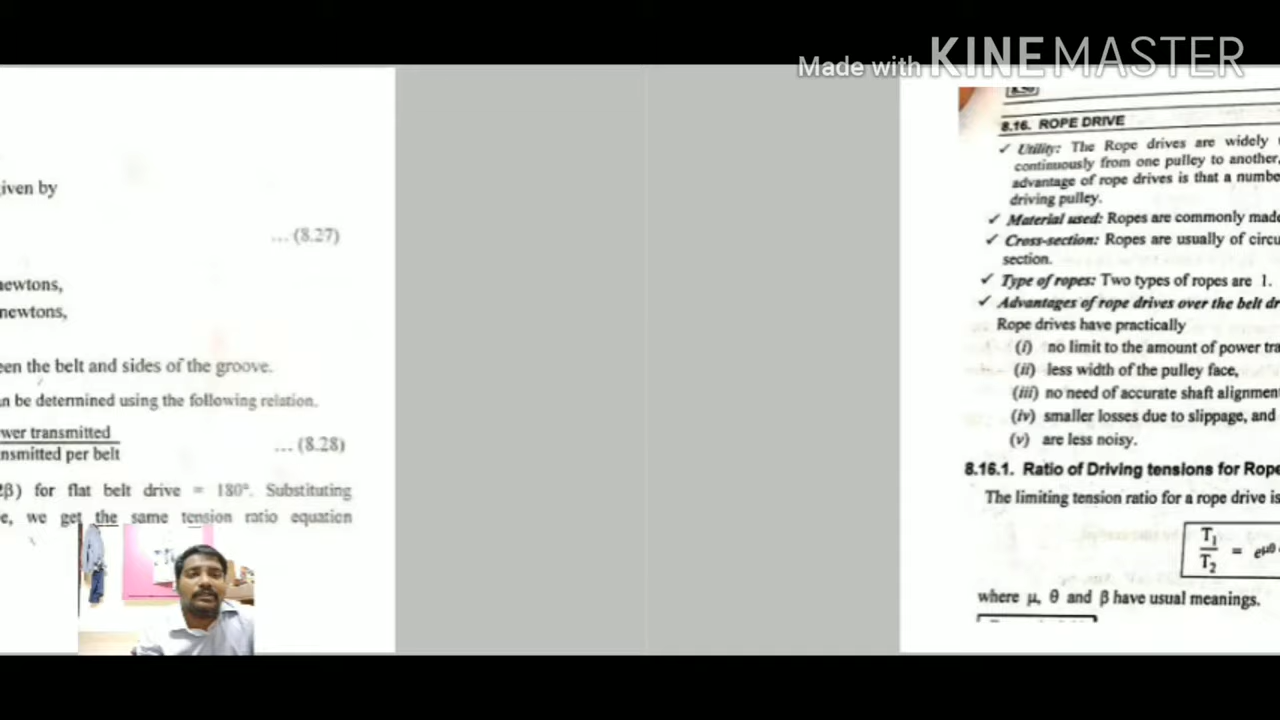 Made with KINEMASTER
iven by
... (8.27)
newtons,
newtons,
een the belt and sides of the groove.
n be determined using the following relation.
wer transmitted
nsmitted per belt
... (8.28)
2β) for flat belt drive = 180°. Substituting
e, we get the same tension ratio equation
8.16. ROPE DRIVE
✓ Utility: The Rope drives are widely
continuously from one pulley to another,
advantage of rope drives is that a numbe
driving pulley.
✓ Material used: Ropes are commonly made
✓ Cross-section: Ropes are usually of circu
section.
✓ Type of ropes: Two types of ropes are 1.
✓ Advantages of rope drives over the belt dr
Rope drives have practically
(i) no limit to the amount of power tra
(ii) less width of the pulley face,
(iii) no need of accurate shaft alignment
(iv) smaller losses due to slippage, and
(v) are less noisy.
8.16.1. Ratio of Driving tensions for Rope
The limiting tension ratio for a rope drive is
T₁
T₂
= e^μθ
where μ, θ and β have usual meanings.